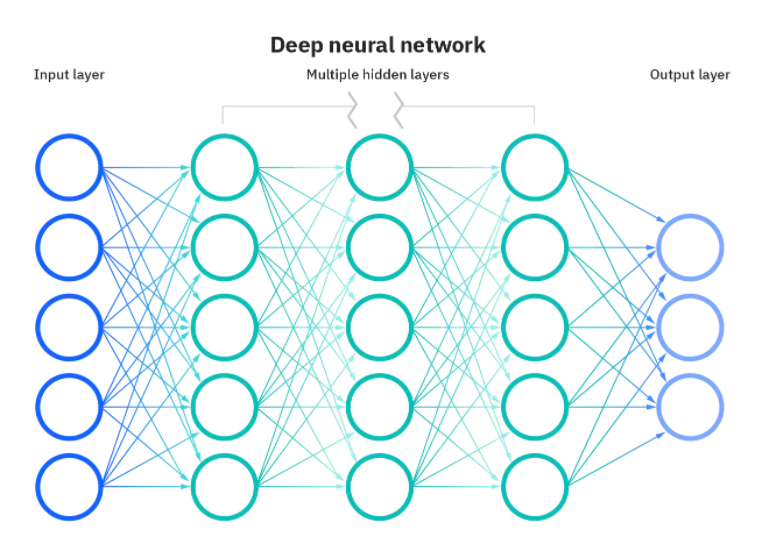 Deep neural network
Input layer
Multiple hidden layers
Output layer